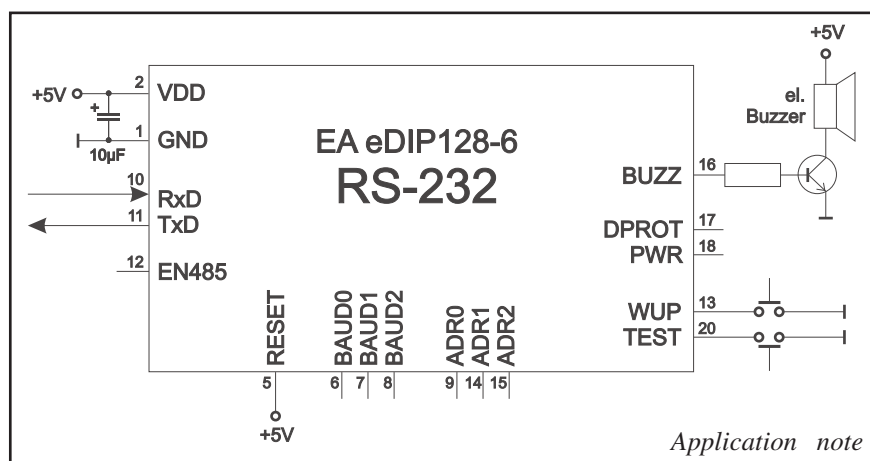 +5V
2
VDD
+5V
+
1
GND
10µF
EA eDIP128-6
RS-232
el.
Buzzer
10
RxD
11
TxD
12
EN485
BUZZ
16
DPROT
17
PWR
18
WUP
13
TEST
20
RESET
BAUD0
BAUD1
BAUD2
ADR0
ADR1
ADR2
5
6
7
8
9
14
15
+5V
Application note